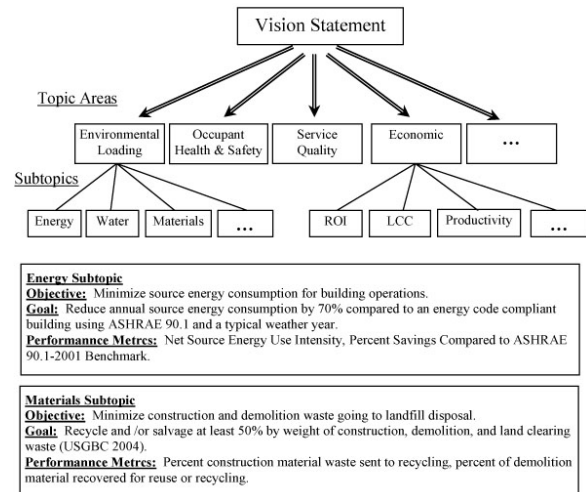 Vision Statement
Topic Areas
Environmental
Loading
Occupant
Health & Safety
Service
Quality
Economic
...
Subtopics
Energy
Water
Materials
...
ROI
LCC
Productivity
...
Energy Subtopic
Objective: Minimize source energy consumption for building operations.
Goal: Reduce annual source energy consumption by 70% compared to an energy code compliant
building using ASHRAE 90.1 and a typical weather year.
Performannce Metrcs: Net Source Energy Use Intensity, Percent Savings Compared to ASHRAE
90.1-2001 Benchmark.
Materials Subtopic
Objective: Minimize construction and demolition waste going to landfill disposal.
Goal: Recycle and /or salvage at least 50% by weight of construction, demolition, and land clearing
waste (USGBC 2004).
Performannce Metrcs: Percent construction material waste sent to recycling, percent of demolition
material recovered for reuse or recycling.